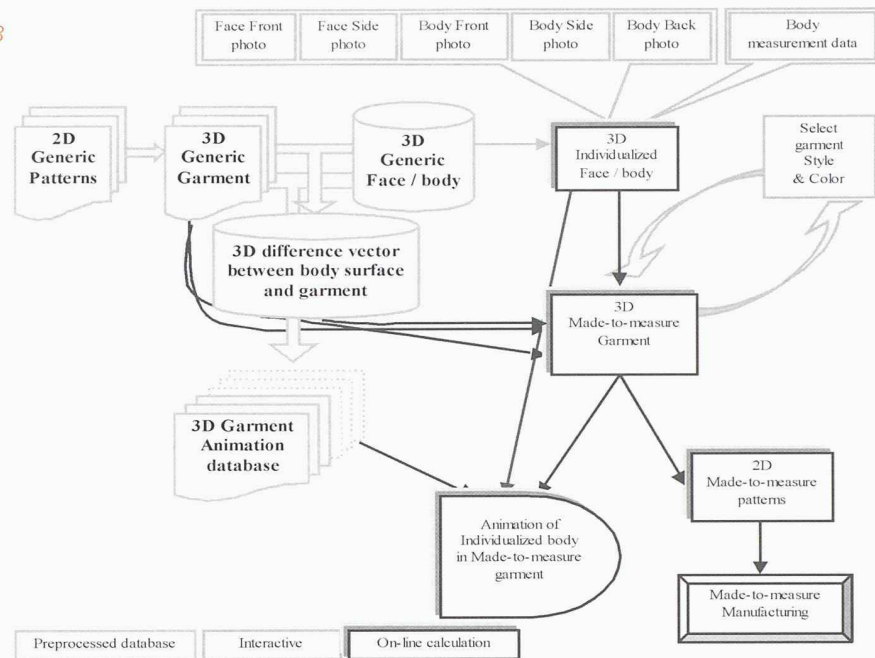 Face Front
photo
Face Side
photo
Body Front
photo
Body Side
photo
Body Back
photo
Body
measurement data
2D
Generic
Patterns
3D
Generic
Garment
3D
Generic
Face / body
3D
Individualized
Face / body
Select
garment
Style
& Color
3D difference vector
between body surface
and garment
3D
Made-to-measure
Garment
3D Garment
Animation
database
2D
Made-to-measure
patterns
Animation of
Individualized body
in Made-to-measure
garment
Made-to-measure
Manufacturing
Preprocessed database
Interactive
On-line calculation